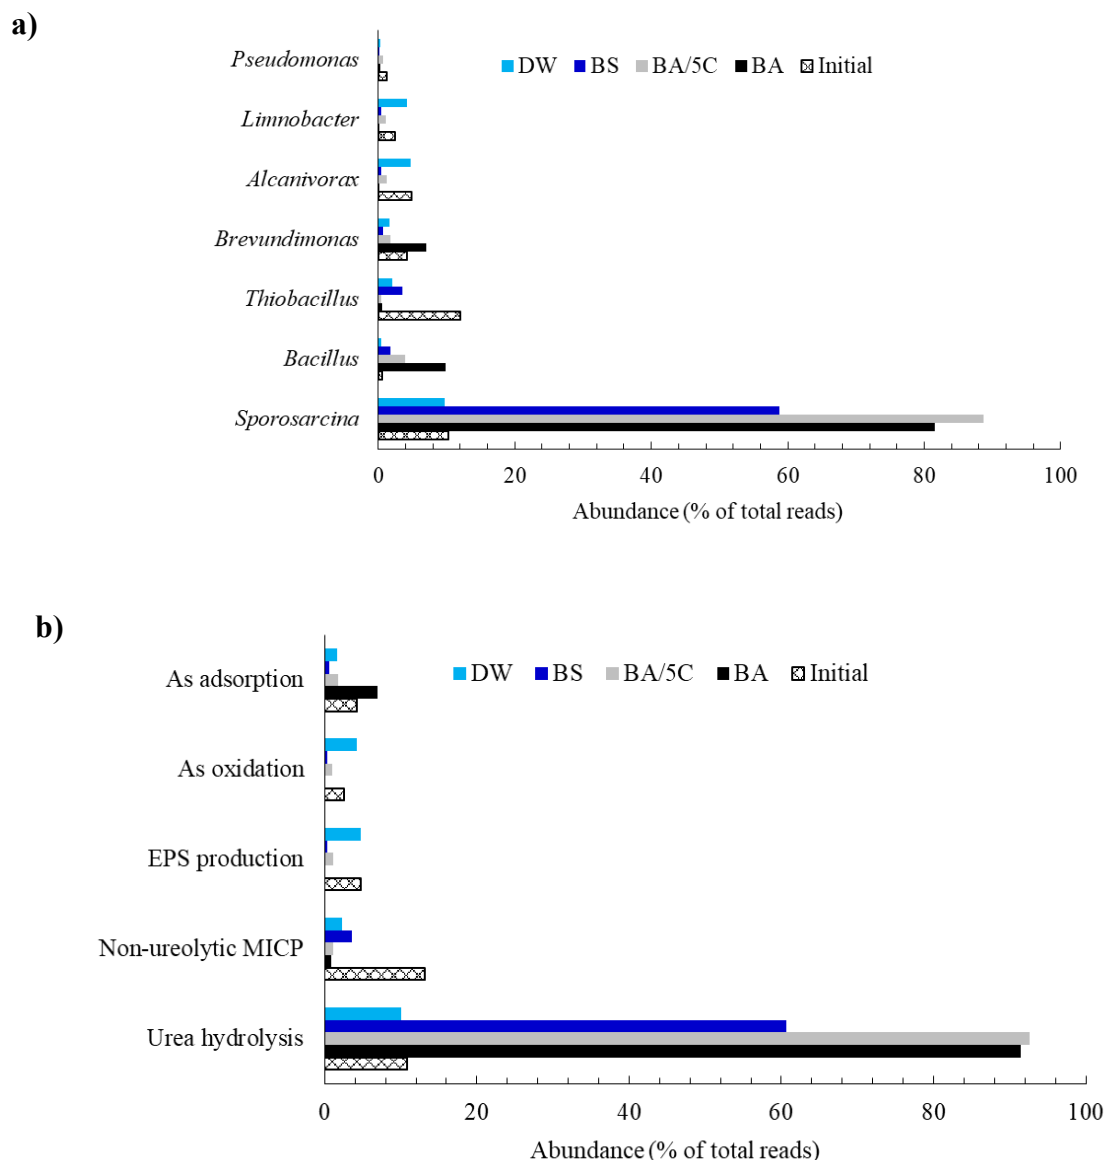 a)
DW BS BA/5C BA Initial
Pseudomonas
Limnobacter
Alcanivorax
Brevundimonas
Thiobacillus
Bacillus
Sporosarcina
0 20 40 60 80 100
Abundance (% of total reads)
b)
DW BS BA/5C BA Initial
As adsorption
As oxidation
EPS production
Non-ureolytic MICP
Urea hydrolysis
0 20 40 60 80 100
Abundance (% of total reads)